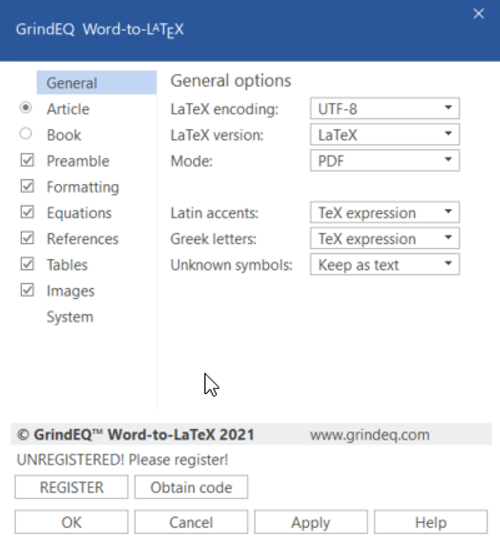 GrindEQ Word-to-LATEX
General
Article
Book
Preamble
Formatting
Equations
References
Tables
Images
System
General options
LaTeX encoding: UTF-8
LaTeX version: LaTeX
Mode: PDF
Latin accents: TeX expression
Greek letters: TeX expression
Unknown symbols: Keep as text
© GrindEQ™ Word-to-LaTeX 2021 www.grindeq.com
UNREGISTERED! Please register!
REGISTER Obtain code
OK Cancel Apply Help